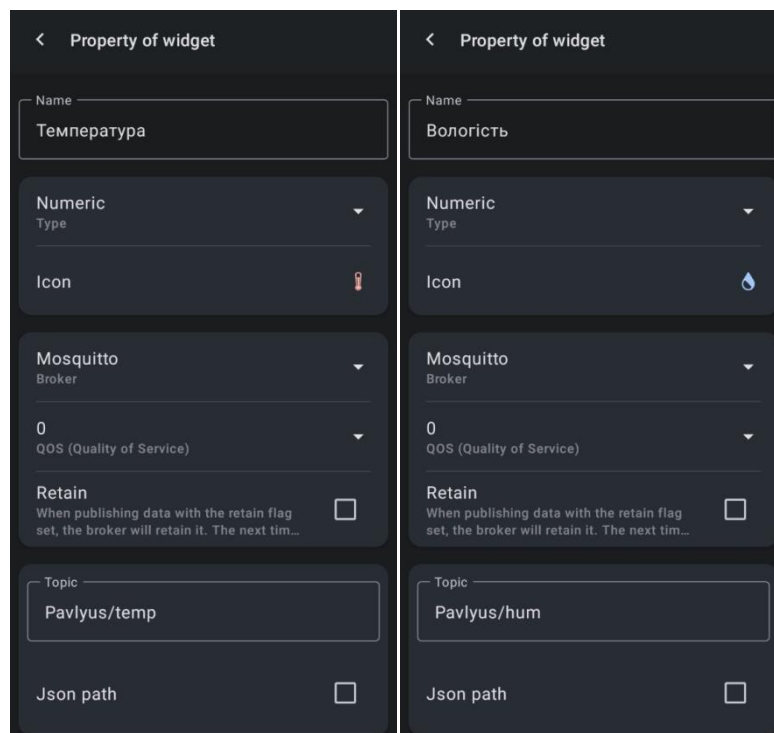 Property of widget
Name
Температура
Numeric
Type
Icon
Mosquitto
Broker
0
QOS (Quality of Service)
Retain
When publishing data with the retain flag
set, the broker will retain it. The next tim...
Topic
Pavlyus/temp
Json path
Property of widget
Name
Вологість
Numeric
Type
Icon
Mosquitto
Broker
0
QOS (Quality of Service)
Retain
When publishing data with the retain flag
set, the broker will retain it. The next tim...
Topic
Pavlyus/hum
Json path